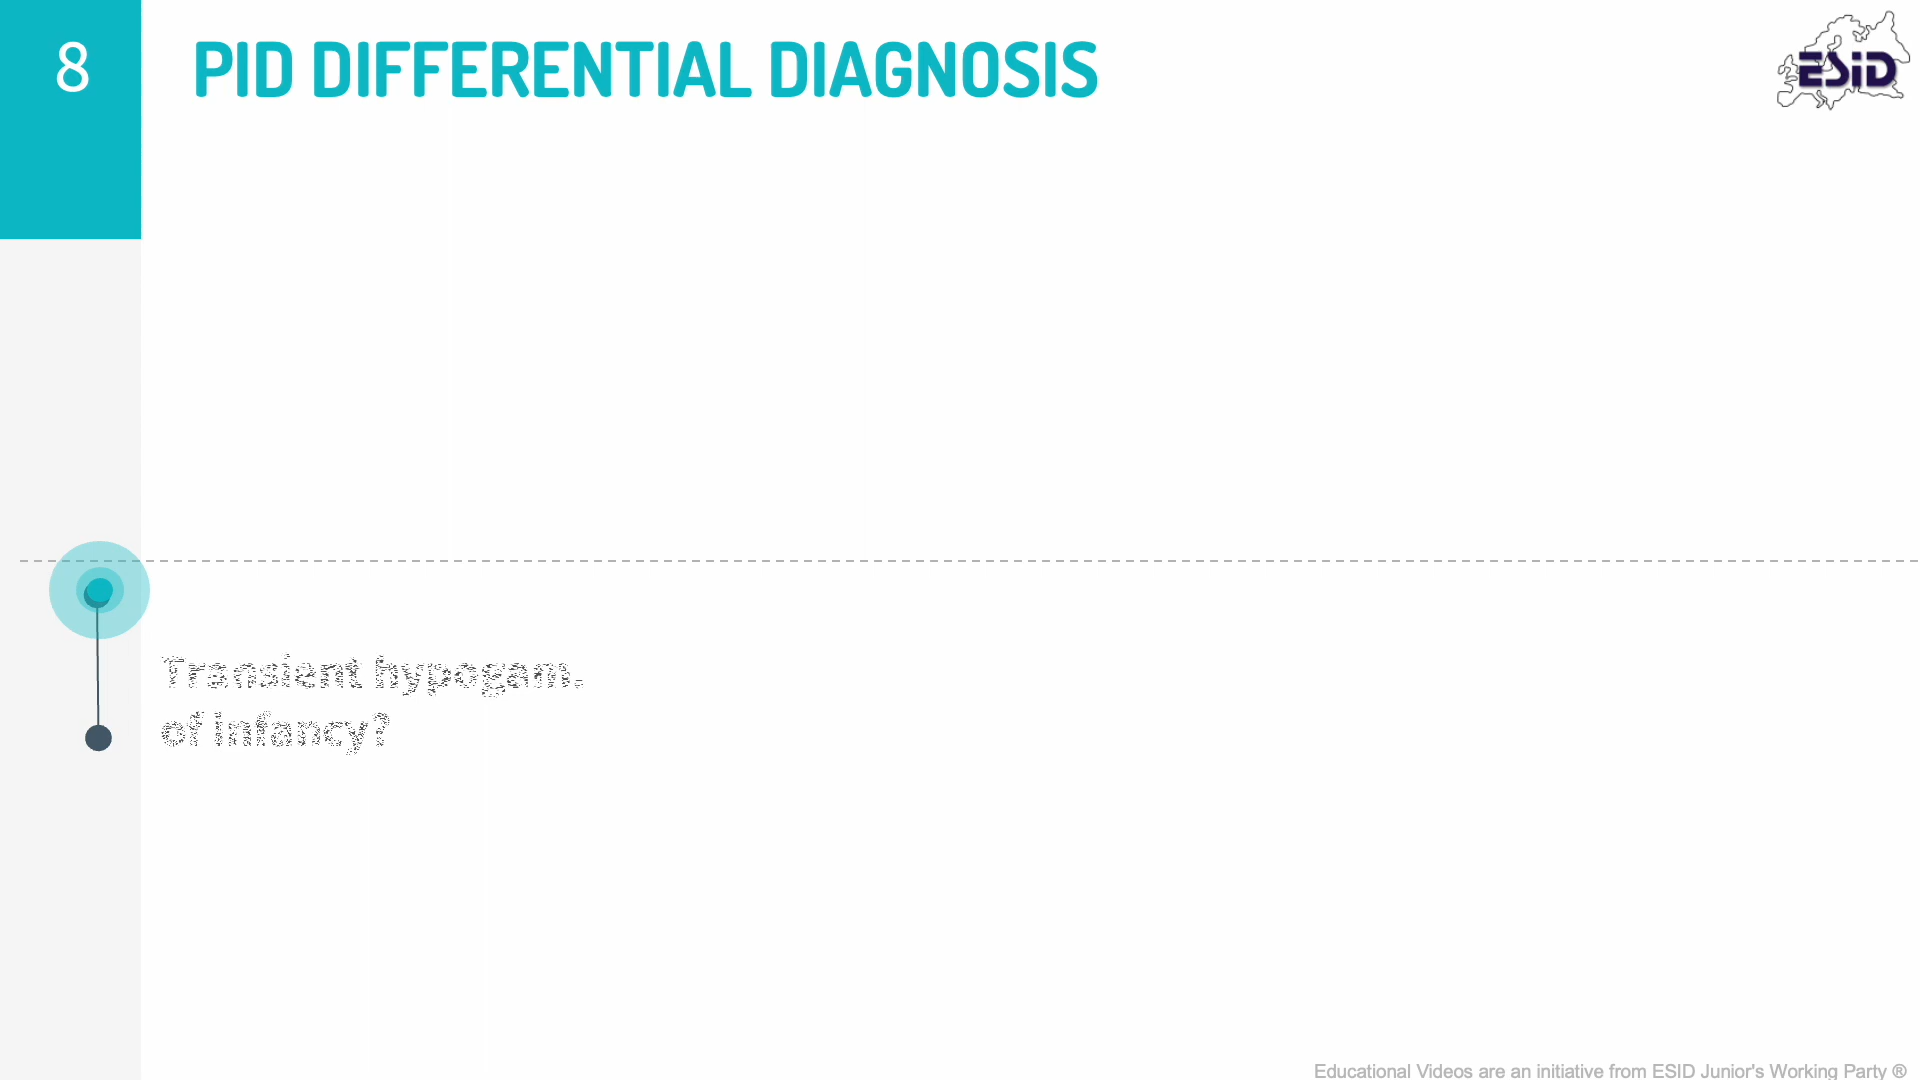 8
PID DIFFERENTIAL DIAGNOSIS
ESiD
Transient hypogam.
of infancy?
Educational Videos are an initiative from ESID Junior's Working Party ®